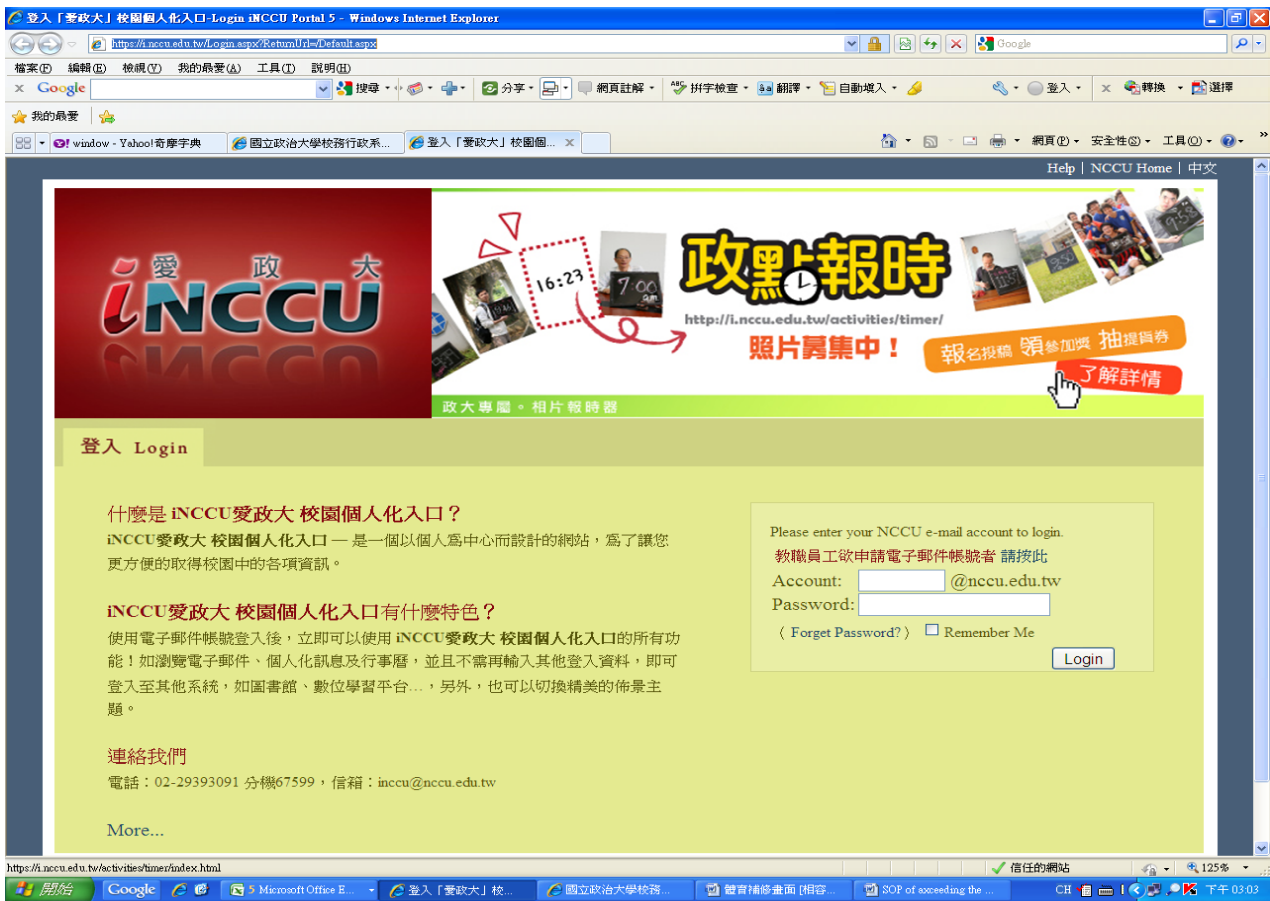 登入「愛政大」校園個人化入口-Login iNCCU Portal 5 - Windows Internet Explorer
https://i.nccu.edu.tw/Login.aspx?ReturnUrl=/Default.aspx
Google
檔案(F) 編輯(E) 檢視(V) 我的最愛(A) 工具(T) 說明(H)
x Google 搜尋 分享 網頁註解 拼字檢查 翻譯 自動填入 登入 x 轉換 選擇
我的最愛
window - Yahoo!奇摩字典 國立政治大學校務行政系... 登入「愛政大」校園個... x 網頁(P) 安全性(S) 工具(O) »
Help | NCCU Home | 中文
愛政大
iNCCU
16:23
7 00
am
9:30
9:58
政點報時
http://i.nccu.edu.tw/activities/timer/
照片募集中！
報名投稿 領參加獎 抽提貨券
了解詳情
政大專屬。相片報時器
登入 Login
什麼是 iNCCU愛政大 校園個人化入口？
iNCCU愛政大 校園個人化入口 — 是一個以個人為中心而設計的網站，為了讓您
更方便的取得校園中的各項資訊。
iNCCU愛政大 校園個人化入口有什麼特色？
使用電子郵件帳號登入後，立即可以使用 iNCCU愛政大 校園個人化入口的所有功
能！如瀏覽電子郵件、個人化訊息及行事曆，並且不需再輸入其他登入資料，即可
登入至其他系統，如圖書館、數位學習平台…，另外，也可以切換精美的佈景主
題。
連絡我們
電話：02-29393091 分機67599，信箱：inccu@nccu.edu.tw
More...
Please enter your NCCU e-mail account to login.
教職員工欲申請電子郵件帳號者 請按此
Account: @nccu.edu.tw
Password:
( Forget Password? ) Remember Me
Login
https://i.nccu.edu.tw/activities/timer/index.html 信任的網站 125%
開始 Google 5 Microsoft Office E... 登入「愛政大」校... 國立政治大學校務... 體育補修畫面 [相容... SOP of axceeding the ... CH 下午 03:03